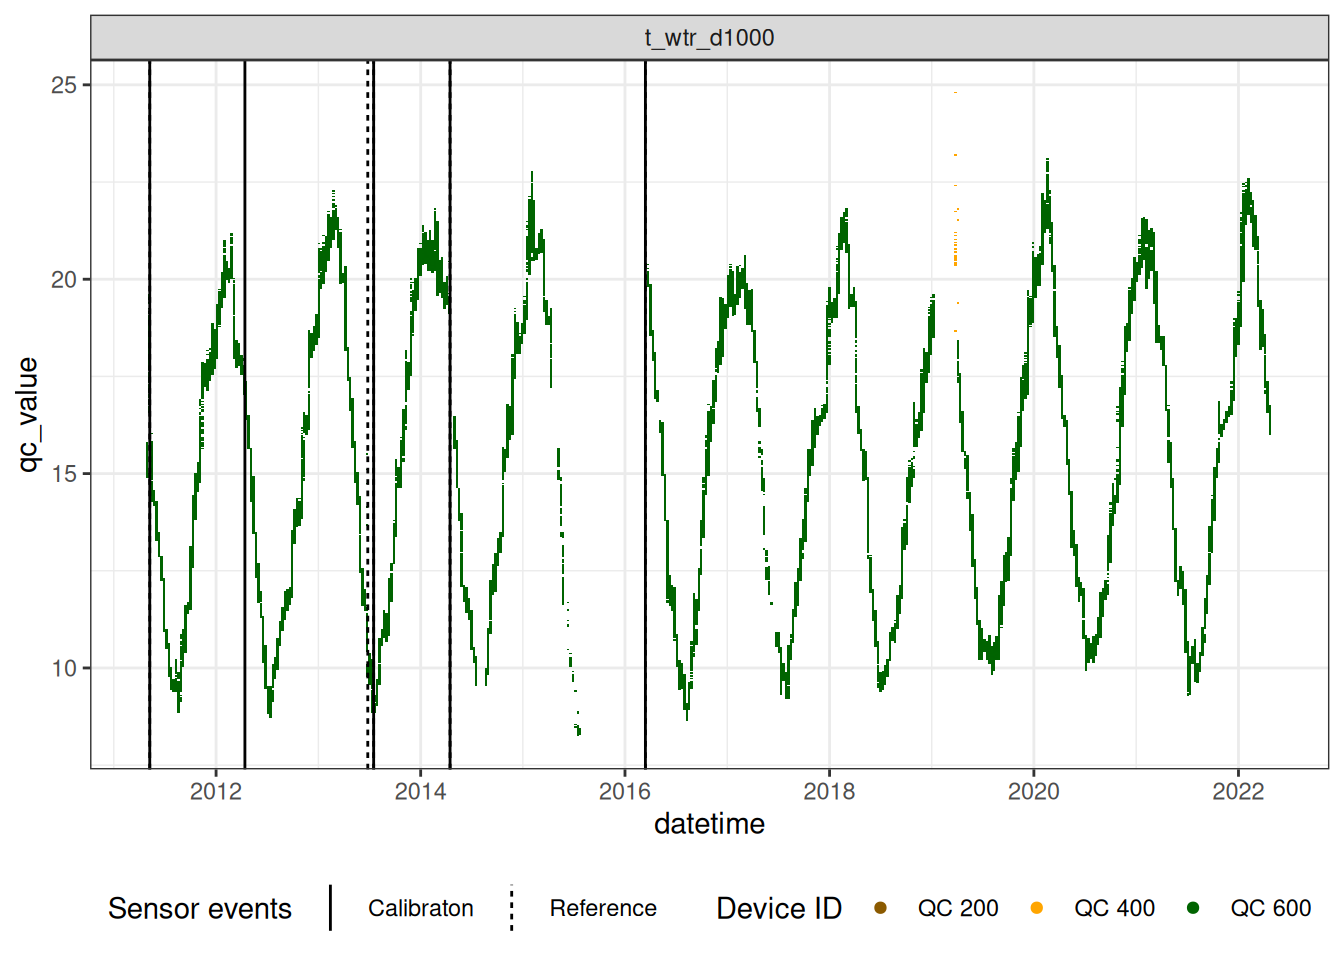 t_wtr_d1000
25
20
15
10
qc_value
2012 2014 2016 2018 2020 2022
datetime
Sensor events Calibraton Reference Device ID QC 200 QC 400 QC 600